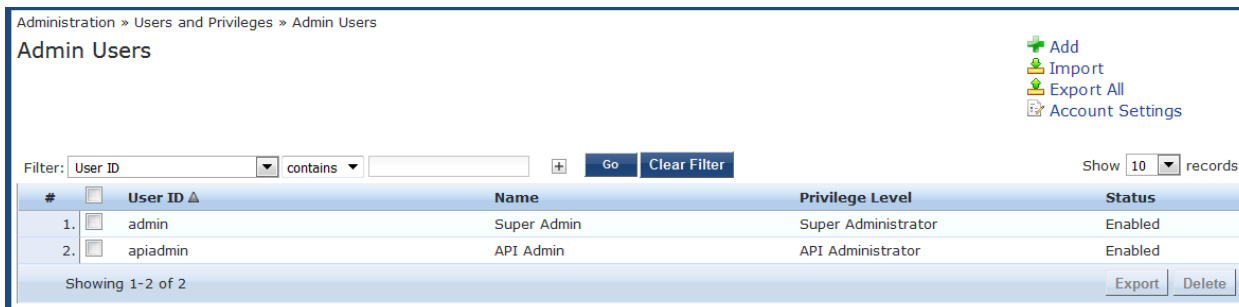 Administration » Users and Privileges » Admin Users
Admin Users
Add
Import
Export All
Account Settings
Filter: User ID contains Go Clear Filter Show 10 records
# User ID Name Privilege Level Status
1. admin Super Admin Super Administrator Enabled
2. apiadmin API Admin API Administrator Enabled
Showing 1-2 of 2 Export Delete